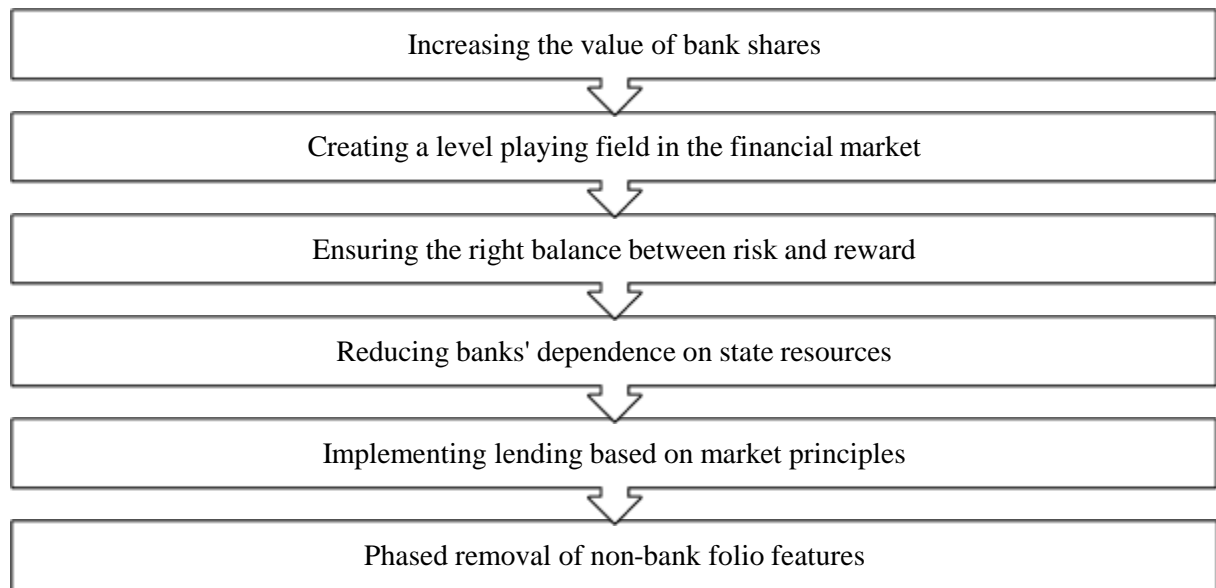 Increasing the value of bank shares
Creating a level playing field in the financial market
Ensuring the right balance between risk and reward
Reducing banks' dependence on state resources
Implementing lending based on market principles
Phased removal of non-bank folio features